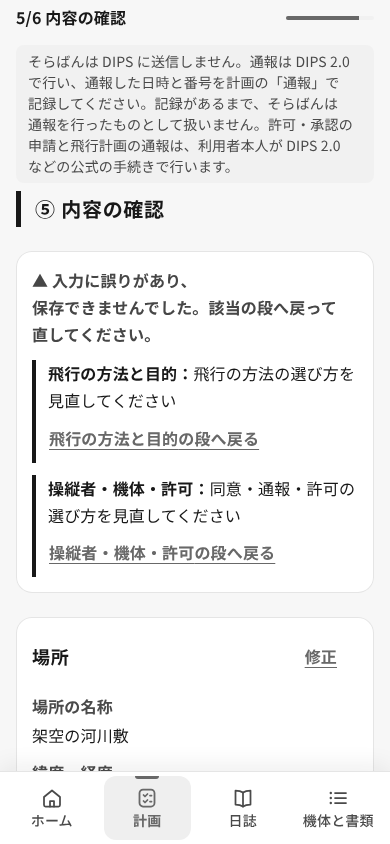 5/6 内容の確認
そらばんは DIPS に送信しません。通報は DIPS 2.0
で行い、通報した日時と番号を計画の「通報」で
記録してください。記録があるまで、そらばんは
通報を行ったものとして扱いません。許可・承認の
申請と飛行計画の通報は、利用者本人が DIPS 2.0
などの公式の手続きで行います。
⑤ 内容の確認
▲ 入力に誤りがあり、
保存できませんでした。該当の段へ戻って
直してください。
飛行の方法と目的：飛行の方法の選び方を
見直してください
飛行の方法と目的の段へ戻る
操縦者・機体・許可：同意・通報・許可の
選び方を見直してください
操縦者・機体・許可の段へ戻る
場所 修正
場所の名称
架空の河川敷
ホーム 計画 日誌 機体と書類